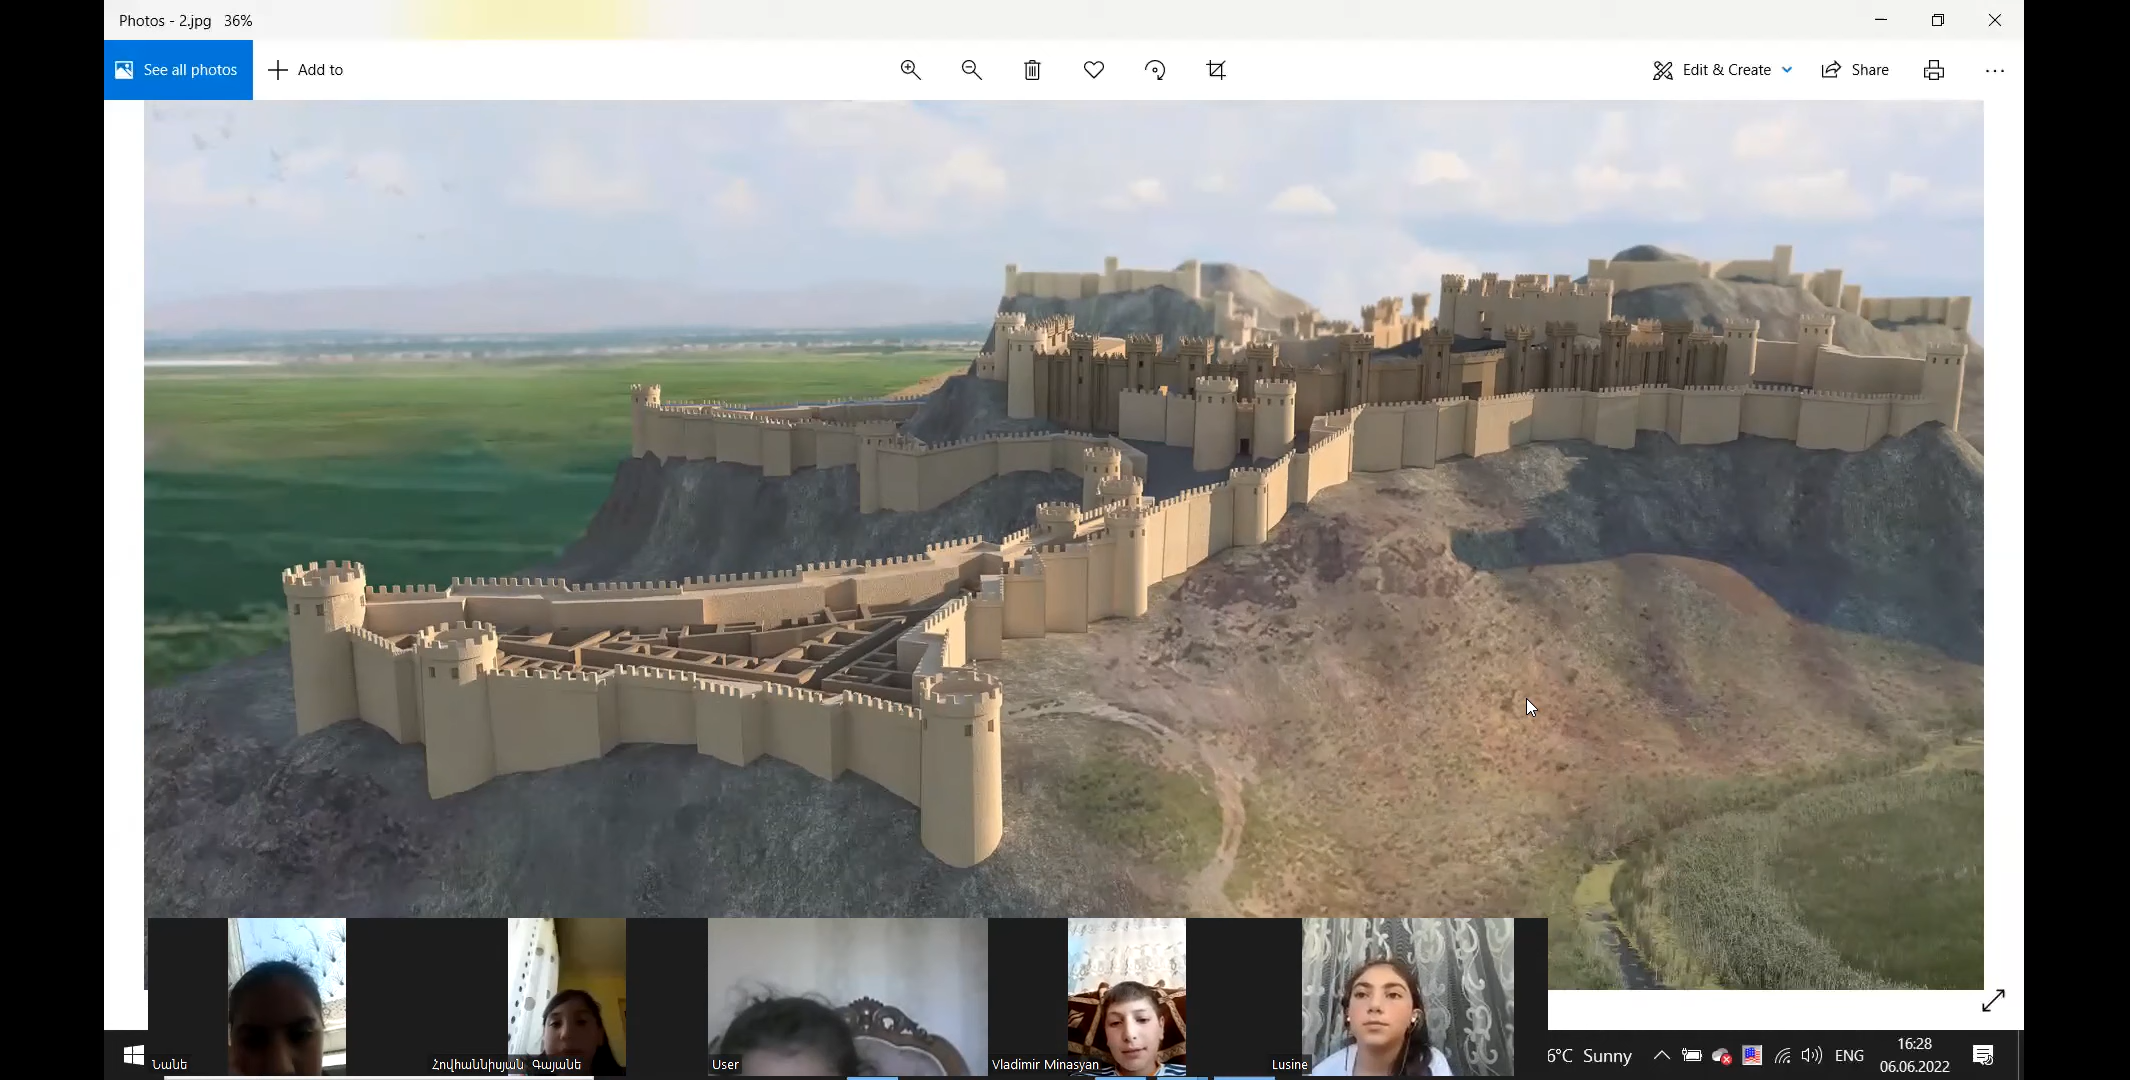 Photos - 2.jpg 36%
See all photos
Add to
Edit & Create
Share
Նանե
Հովհաննիսյան Գայանե
User
Vladimir Minasyan
Lusine
6°C Sunny
ENG
16:28
06.06.2022